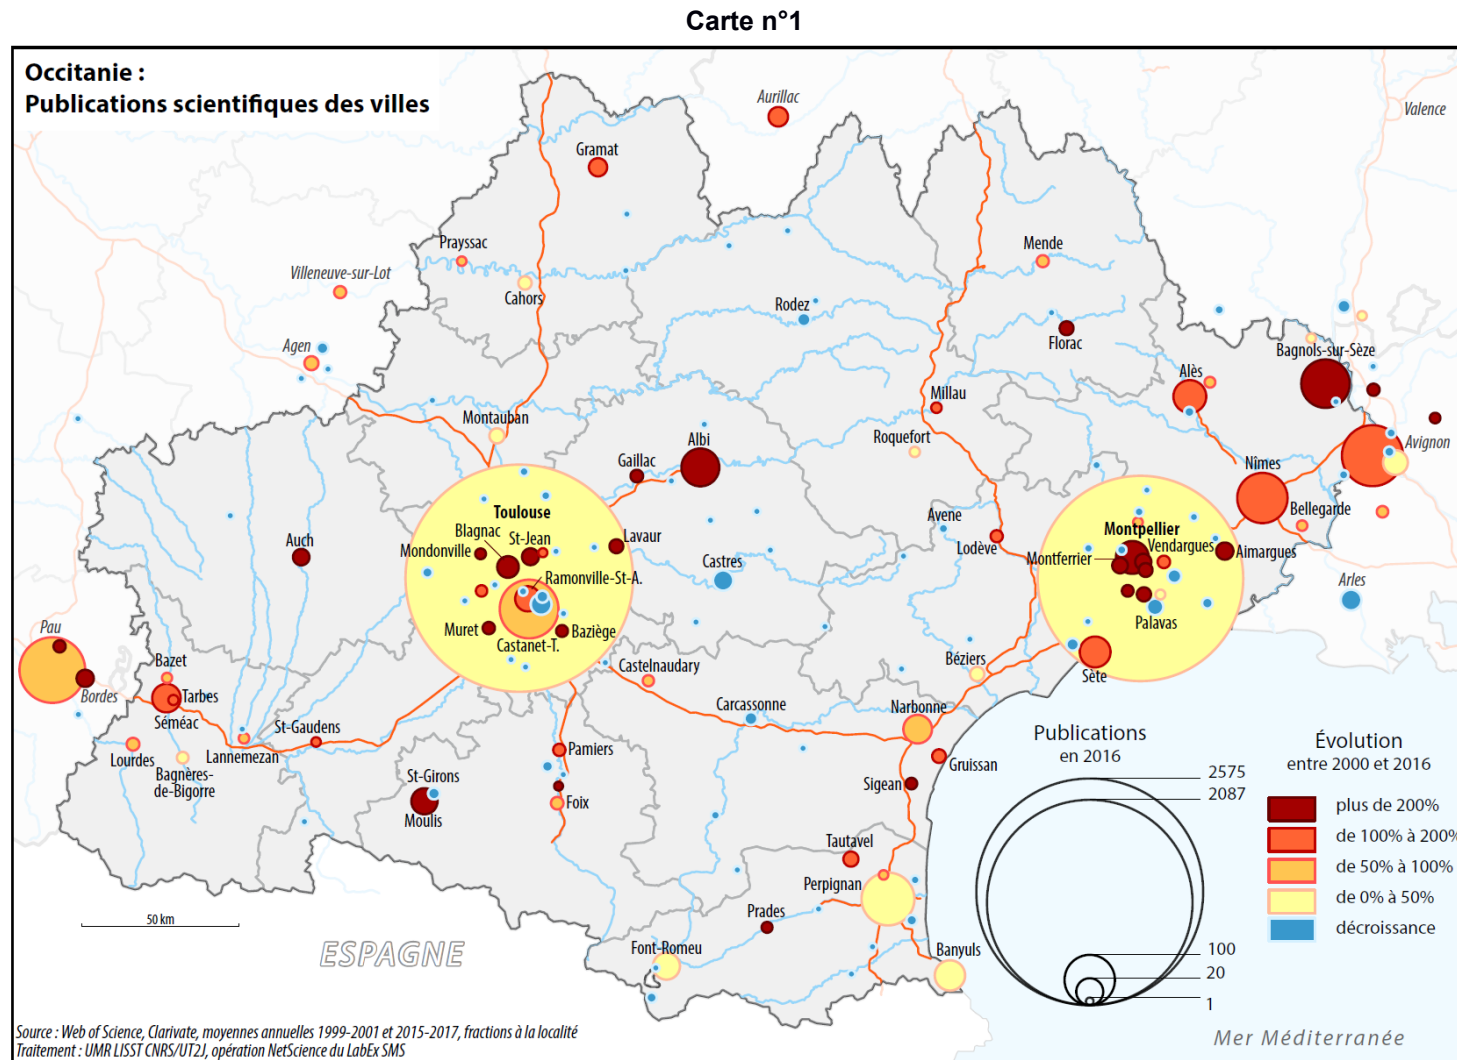 Carte n°1
Occitanie :
Publications scientifiques des villes
Aurillac
Valence
Gramat
Prayssac
Mende
Villeneuve-sur-Lot
Cahors
Rodez
Florac
Agen
Bagnols-sur-Sèze
Alès
Millau
Montauban
Albi
Roquefort
Avignon
Gaillac
Nîmes
Toulouse
Bellegarde
Blagnac
St-Jean
Avene
Montpellier
Auch
Mondonville
Lavaur
Lodève
Vendargues
Aimargues
Montferrier
Castres
Ramonville-St-A.
Arles
Pau
Muret
Baziège
Palavas
Castanet-T.
Bazet
Castelnaudary
Béziers
Sète
Bordes
Tarbes
Séméac
Carcassonne
Narbonne
St-Gaudens
Lourdes
Lannemezan
Bagnères-
de-Bigorre
Pamiers
Gruissan
St-Girons
Sigean
Moulis
Foix
Tautavel
Perpignan
Prades
Font-Romeu
Banyuls
Publications
en 2016
2575
2087
100
20
1
Évolution
entre 2000 et 2016
plus de 200%
de 100% à 200%
de 50% à 100%
de 0% à 50%
décroissance
50 km
ESPAGNE
Mer Méditerranée
Source : Web of Science, Clarivate, moyennes annuelles 1999-2001 et 2015-2017, fractions à la localité
Traitement : UMR LISST CNRS/UT2J, opération NetScience du LabEx SMS